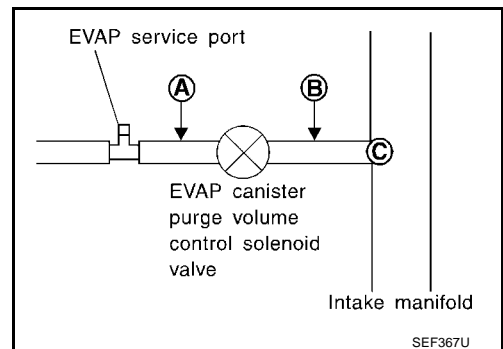 EVAP service port
A
B
C
EVAP canister
purge volume
control solenoid
valve
Intake manifold
SEF367U